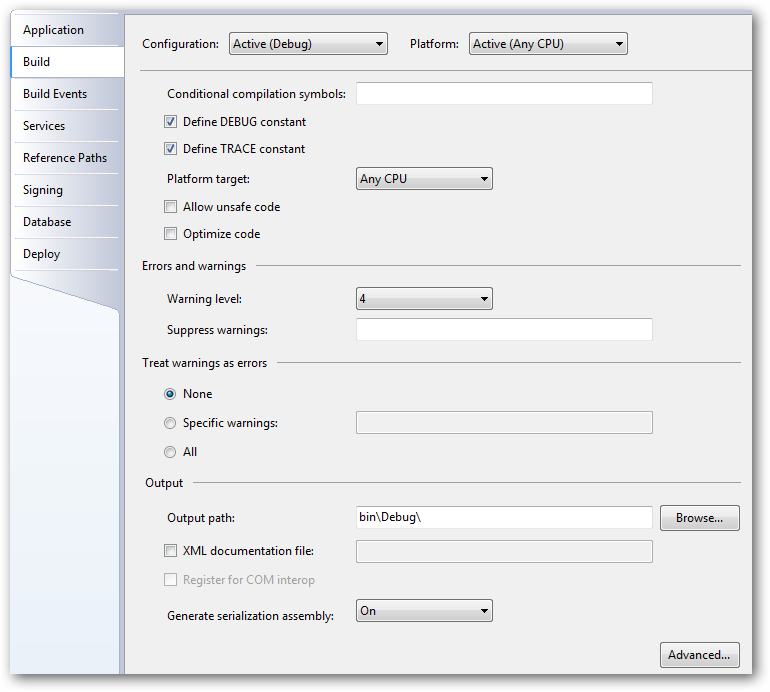 Application
Build
Build Events
Services
Reference Paths
Signing
Database
Deploy
Configuration: Active (Debug) Platform: Active (Any CPU)
Conditional compilation symbols:
Define DEBUG constant
Define TRACE constant
Platform target: Any CPU
Allow unsafe code
Optimize code
Errors and warnings
Warning level: 4
Suppress warnings:
Treat warnings as errors
None
Specific warnings:
All
Output
Output path: bin\Debug\ Browse...
XML documentation file:
Register for COM interop
Generate serialization assembly: On
Advanced...